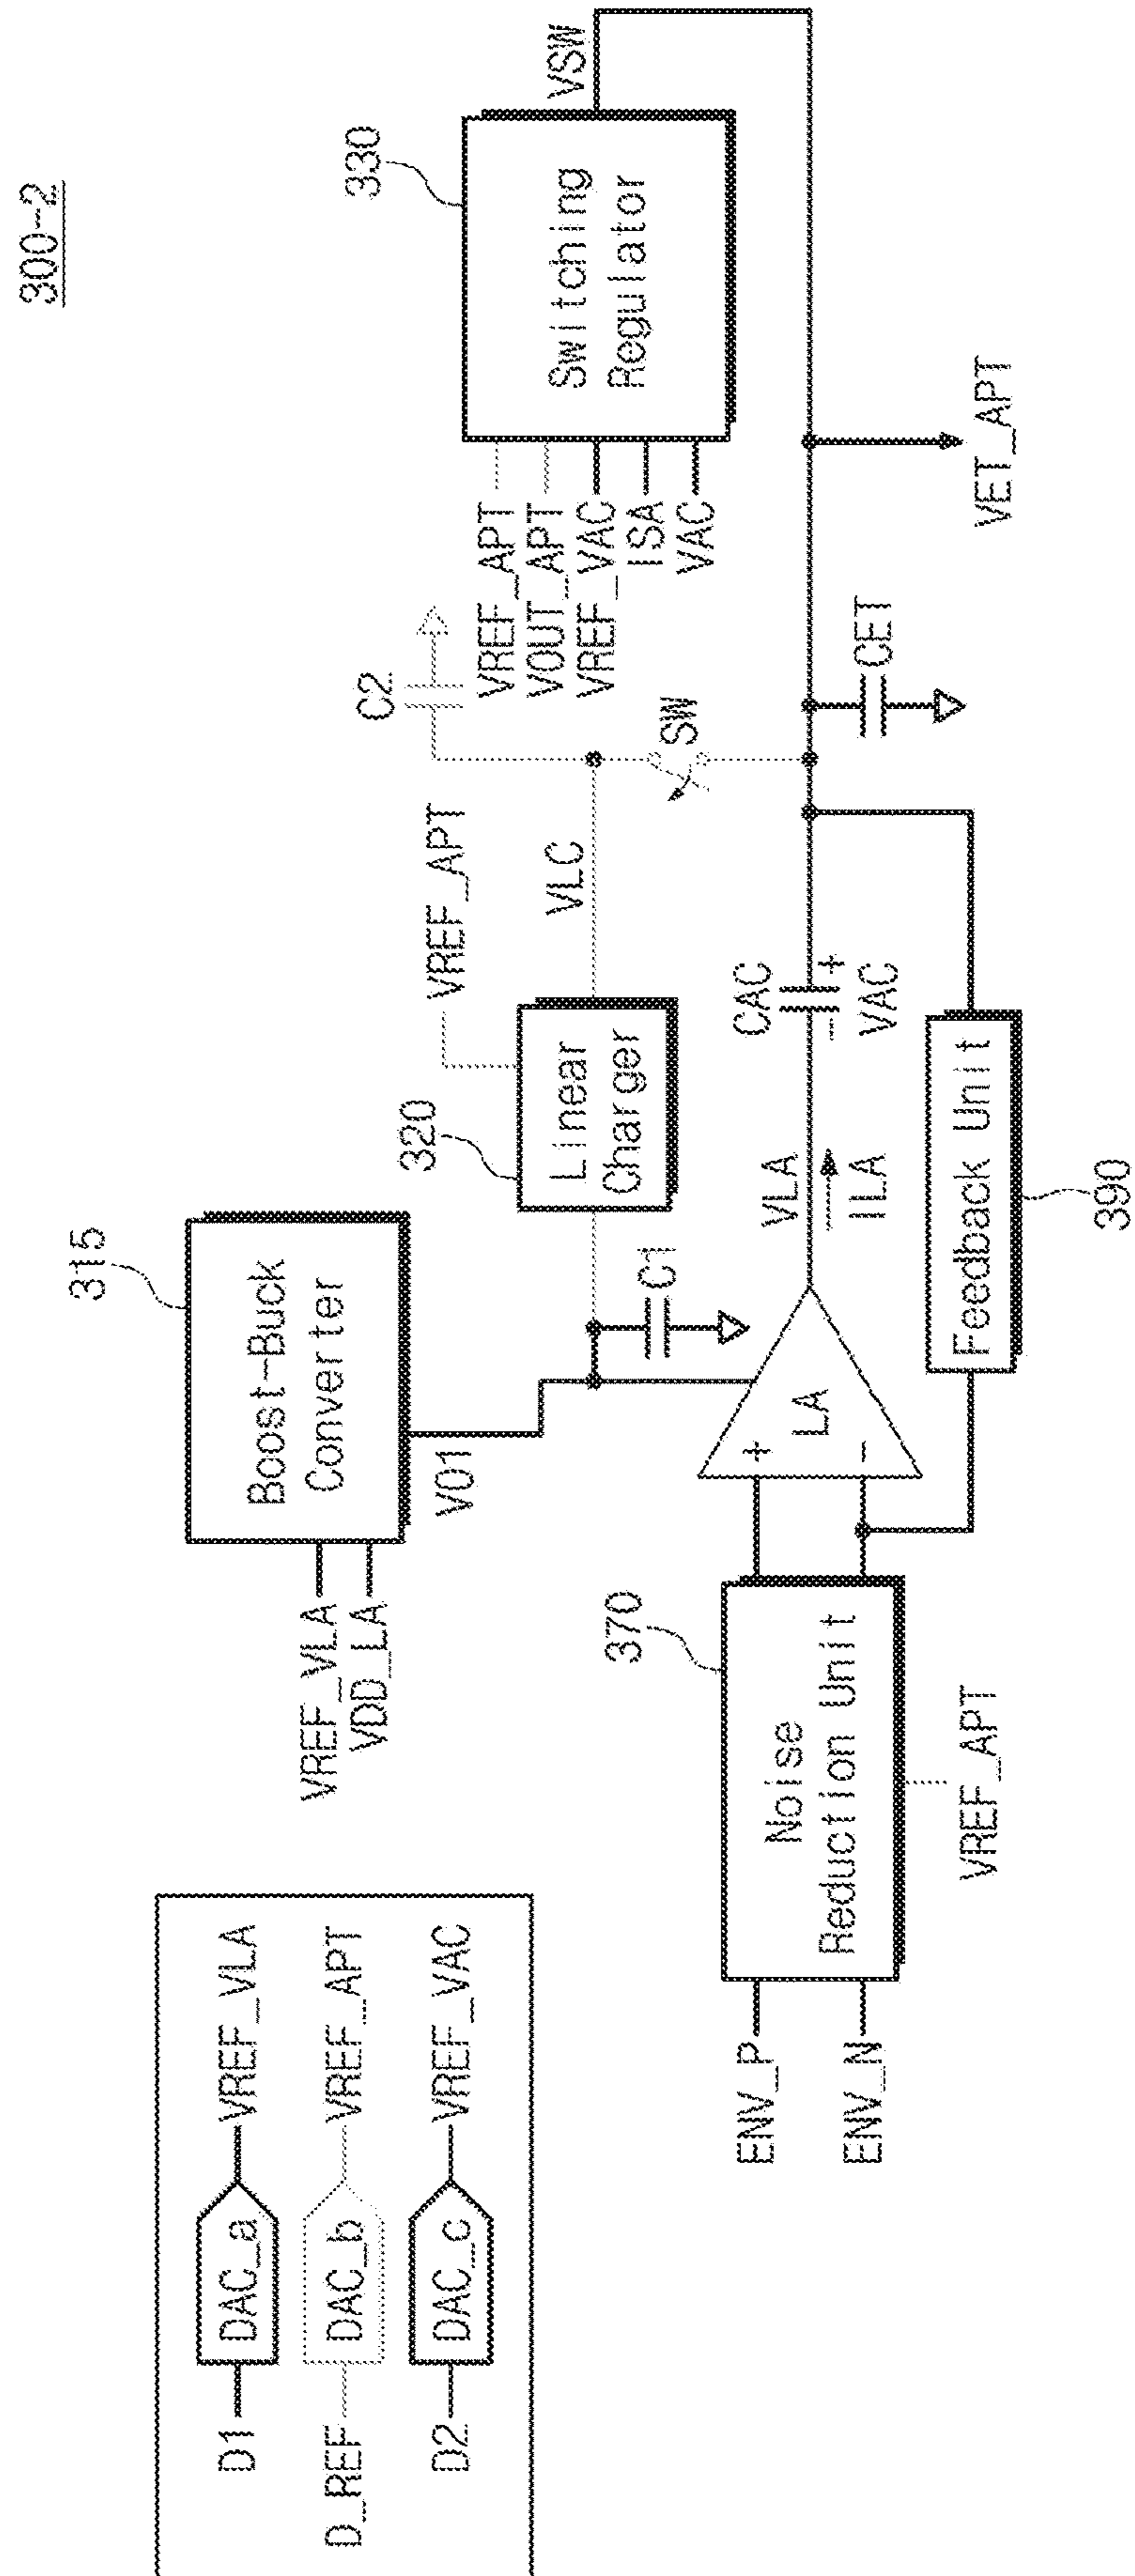 300-2
D1
DAC_a
VREF_VLA
D_REF
DAC_b
VREF_APT
D2
DAC_c
VREF_VAC
315
Boost-Buck
Converter
VREF_VLA
VDD_LA
V01
320
Linear
Charger
VREF_APT
VLC
C1
C2
SW
330
Switching
Regulator
VREF_APT
VOUT_APT
VREF_VAC
ISA
VAC
VSW
370
Noise
Reduction Unit
ENV_P
ENV_N
VREF_APT
+
LA
-
VLA
ILA
CAC
- +
VAC
CET
VET_APT
Feedback Unit
390